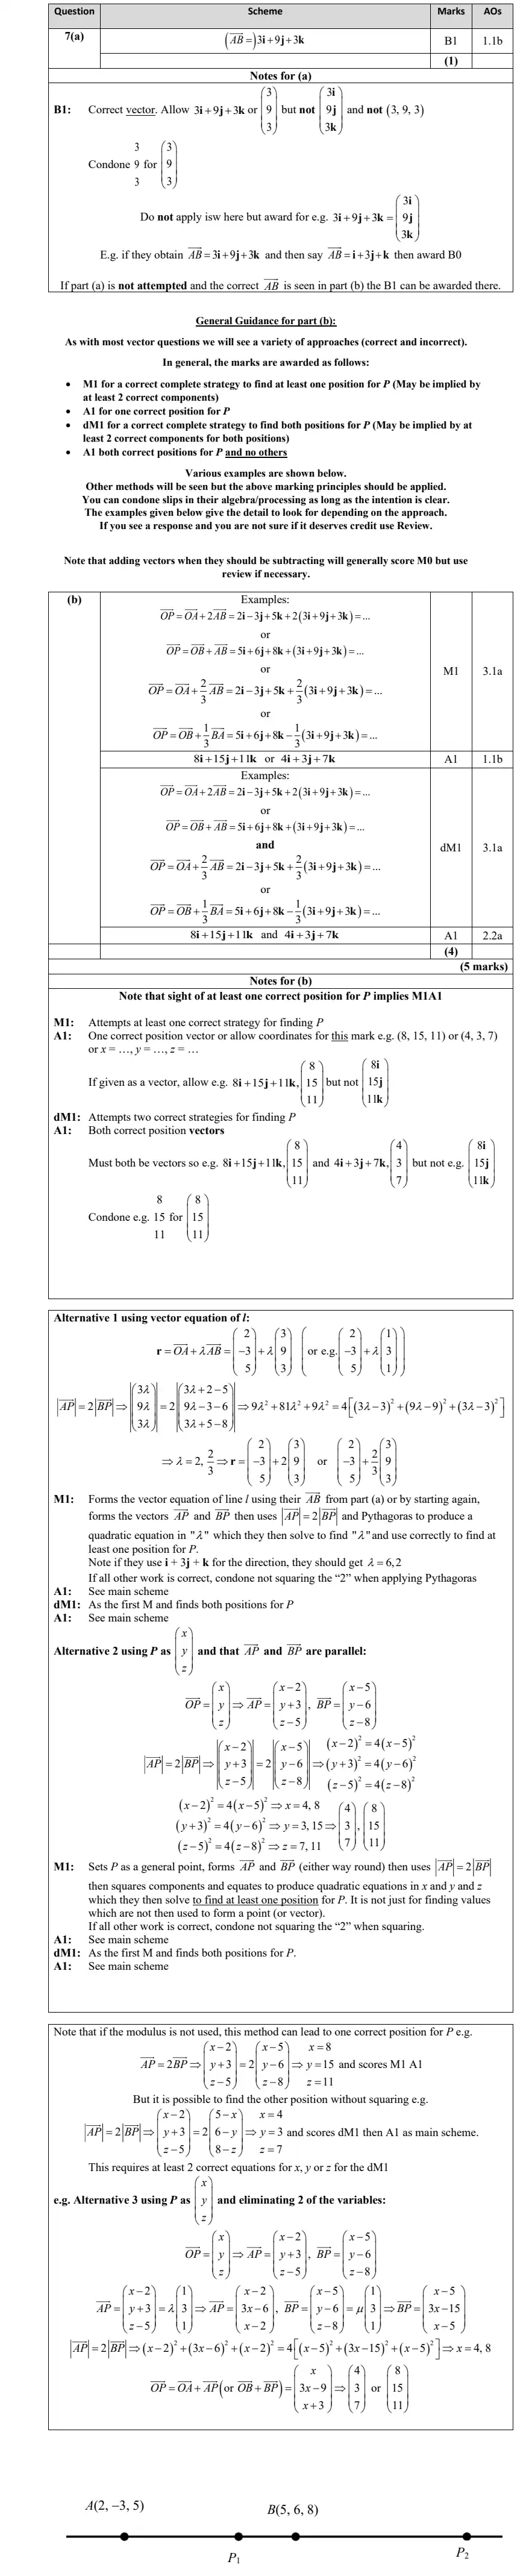 Question Scheme Marks AOs
7(a) (AB =)3i+9j+3k B1 1.1b
(1)
Notes for (a)
B1: Correct vector. Allow 3i+9j+3k or (3 9 3) but not (3i 9j 3k) and not (3, 9, 3)
Condone 3 9 3 for (3 9 3)
Do not apply isw here but award for e.g. 3i+9j+3k = (3i 9j 3k)
E.g. if they obtain AB = 3i+9j+3k and then say AB = i+3j+k then award B0
If part (a) is not attempted and the correct AB is seen in part (b) the B1 can be awarded there.
General Guidance for part (b):
As with most vector questions we will see a variety of approaches (correct and incorrect).
In general, the marks are awarded as follows:
• M1 for a correct complete strategy to find at least one position for P (May be implied by
at least 2 correct components)
• A1 for one correct position for P
• dM1 for a correct complete strategy to find both positions for P (May be implied by at
least 2 correct components for both positions)
• A1 both correct positions for P and no others
Various examples are shown below.
Other methods will be seen but the above marking principles should be applied.
You can condone slips in their algebra/processing as long as the intention is clear.
The examples given below give the detail to look for depending on the approach.
If you see a response and you are not sure if it deserves credit use Review.
Note that adding vectors when they should be subtracting will generally score M0 but use
review if necessary.
(b) Examples:
OP = OA + 2AB = 2i − 3j + 5k + 2(3i + 9j + 3k) = ...
or
OP = OB + AB = 5i + 6j + 8k + (3i + 9j + 3k) = ...
or
OP = OA + 2/3 AB = 2i − 3j + 5k + 2/3 (3i + 9j + 3k) = ...
or
OP = OB + 1/3 BA = 5i + 6j + 8k − 1/3 (3i + 9j + 3k) = ...
M1 3.1a
8i + 15j + 11k or 4i + 3j + 7k A1 1.1b
Examples:
OP = OA + 2AB = 2i − 3j + 5k + 2(3i + 9j + 3k) = ...
or
OP = OB + AB = 5i + 6j + 8k + (3i + 9j + 3k) = ...
and
OP = OA + 2/3 AB = 2i − 3j + 5k + 2/3 (3i + 9j + 3k) = ...
or
OP = OB + 1/3 BA = 5i + 6j + 8k − 1/3 (3i + 9j + 3k) = ...
dM1 3.1a
8i + 15j + 11k and 4i + 3j + 7k A1 2.2a
(4)
(5 marks)
Notes for (b)
Note that sight of at least one correct position for P implies M1A1
M1: Attempts at least one correct strategy for finding P
A1: One correct position vector or allow coordinates for this mark e.g. (8, 15, 11) or (4, 3, 7)
or x = …, y = …, z = …
If given as a vector, allow e.g. 8i + 15j + 11k, (8 15 11) but not (8i 15j 11k)
dM1: Attempts two correct strategies for finding P
A1: Both correct position vectors
Must both be vectors so e.g. 8i + 15j + 11k, (8 15 11) and 4i + 3j + 7k, (4 3 7) but not e.g. (8i 15j 11k)
Condone e.g. 8 15 11 for (8 15 11)
Alternative 1 using vector equation of l:
r = OA + λAB = (2 −3 5) + λ(3 9 3) (or e.g. (2 −3 5) + λ(1 3 1))
|AP| = 2|BP| ⇒ |(3λ 9λ 3λ)| = 2|(3λ+2−5 9λ−3−6 3λ+5−8)| ⇒ 9λ² + 81λ² + 9λ² = 4[(3λ−3)² + (9λ−9)² + (3λ−3)²]
⇒ λ = 2, 2/3 ⇒ r = (2 −3 5) + 2(3 9 3) or (2 −3 5) + 2/3 (3 9 3)
M1: Forms the vector equation of line l using their AB from part (a) or by starting again,
forms the vectors AP and BP then uses |AP| = 2|BP| and Pythagoras to produce a
quadratic equation in "λ" which they then solve to find "λ" and use correctly to find at
least one position for P.
Note if they use i + 3j + k for the direction, they should get λ = 6, 2
If all other work is correct, condone not squaring the “2” when applying Pythagoras
A1: See main scheme
dM1: As the first M and finds both positions for P
A1: See main scheme
Alternative 2 using P as (x y z) and that AP and BP are parallel:
OP = (x y z) ⇒ AP = (x−2 y+3 z−5), BP = (x−5 y−6 z−8)
|AP| = 2|BP| ⇒ |(x−2 y+3 z−5)| = 2|(x−5 y−6 z−8)| ⇒ (x−2)² = 4(x−5)² (y+3)² = 4(y−6)² (z−5)² = 4(z−8)²
(x−2)² = 4(x−5)² ⇒ x = 4, 8
(y+3)² = 4(y−6)² ⇒ y = 3, 15 ⇒ (4 3 7), (8 15 11)
(z−5)² = 4(z−8)² ⇒ z = 7, 11
M1: Sets P as a general point, forms AP and BP (either way round) then uses |AP| = 2|BP|
then squares components and equates to produce quadratic equations in x and y and z
which they then solve to find at least one position for P. It is not just for finding values
which are not then used to form a point (or vector).
If all other work is correct, condone not squaring the “2” when squaring.
A1: See main scheme
dM1: As the first M and finds both positions for P.
A1: See main scheme
Note that if the modulus is not used, this method can lead to one correct position for P e.g.
AP = 2BP ⇒ (x−2 y+3 z−5) = 2(x−5 y−6 z−8) ⇒ x = 8 y = 15 z = 11 and scores M1 A1
But it is possible to find the other position without squaring e.g.
|AP| = 2|BP| ⇒ (x−2 y+3 z−5) = 2(5−x 6−y 8−z) ⇒ x = 4 y = 3 z = 7 and scores dM1 then A1 as main scheme.
This requires at least 2 correct equations for x, y or z for the dM1
e.g. Alternative 3 using P as (x y z) and eliminating 2 of the variables:
OP = (x y z) ⇒ AP = (x−2 y+3 z−5), BP = (x−5 y−6 z−8)
AP = (x−2 y+3 z−5) = λ(1 3 1) ⇒ AP = (x−2 3x−6 x−2), BP = (x−5 y−6 z−8) = μ(1 3 1) ⇒ BP = (x−5 3x−15 x−5)
|AP| = 2|BP| ⇒ (x−2)² + (3x−6)² + (x−2)² = 4[(x−5)² + (3x−15)² + (x−5)²] ⇒ x = 4, 8
OP = OA + AP (or OB + BP) = (x 3x−9 x+3) ⇒ (4 3 7) or (8 15 11)
A(2, −3, 5) B(5, 6, 8)
P₁ P₂